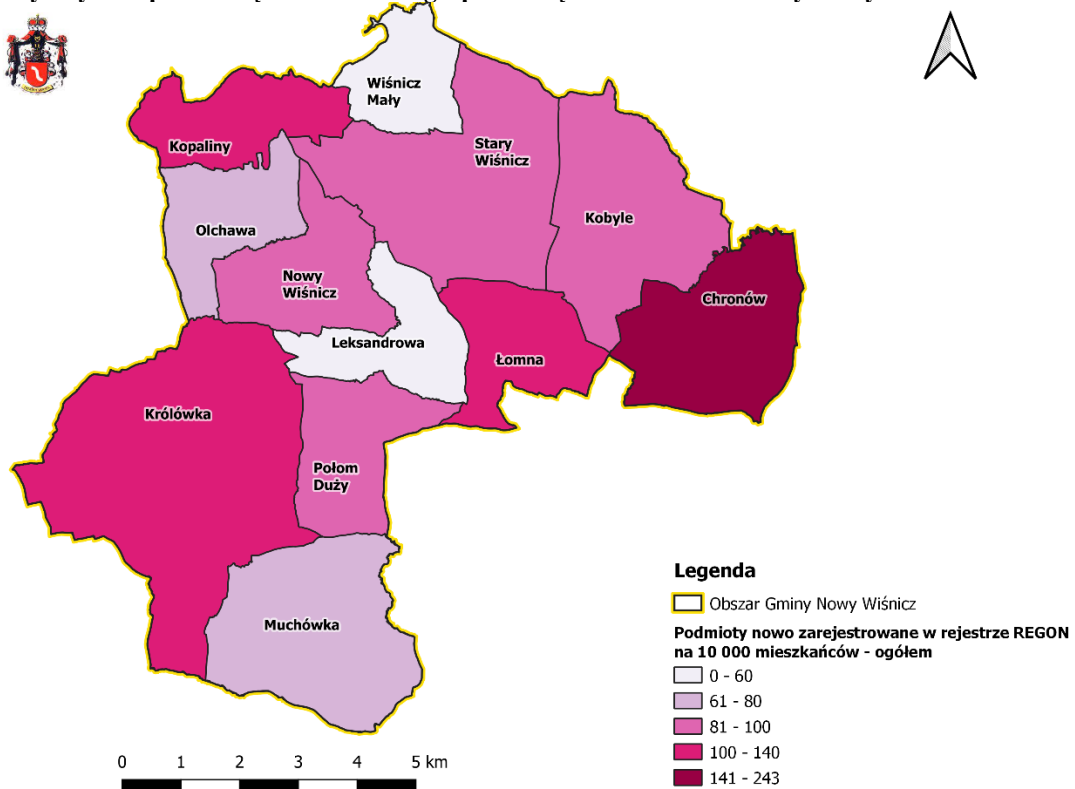 Wiśnicz
Mały
Kopaliny
Stary
Wiśnicz
Olchawa
Kobyle
Nowy
Wiśnicz
Chronów
Leksandrowa
Łomna
Królówka
Połom
Duży
Muchówka
Legenda
Obszar Gminy Nowy Wiśnicz
Podmioty nowo zarejestrowane w rejestrze REGON
na 10 000 mieszkańców - ogółem
0 - 60
61 - 80
81 - 100
100 - 140
141 - 243
0 1 2 3 4 5 km